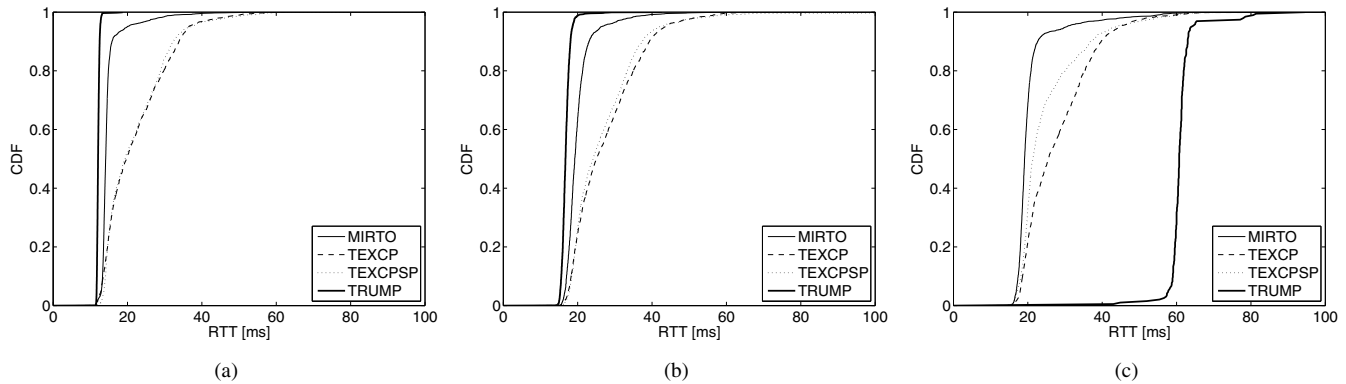 1
0.8
0.6
0.4
0.2
0
CDF
0 20 40 60 80 100
RTT [ms]
MIRTO
TEXCP
TEXCPSP
TRUMP
(a)
1
0.8
0.6
0.4
0.2
0
CDF
0 20 40 60 80 100
RTT [ms]
MIRTO
TEXCP
TEXCPSP
TRUMP
(b)
1
0.8
0.6
0.4
0.2
0
CDF
0 20 40 60 80 100
RTT [ms]
MIRTO
TEXCP
TEXCPSP
TRUMP
(c)